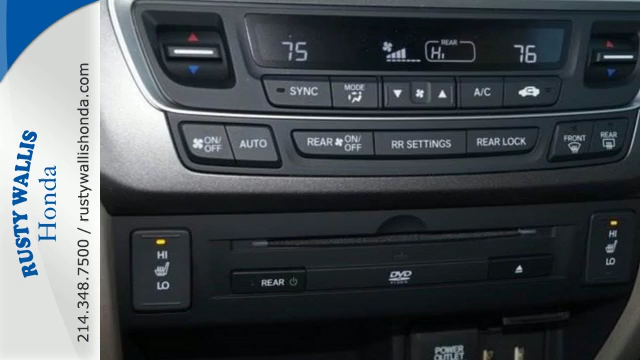 RUSTY WALLIS
Honda
214.348.7500 / rustywallishonda.com
75
REAR
Hi
76
SYNC
MODE
A/C
ON/
OFF
AUTO
REAR ON/
OFF
RR SETTINGS
REAR LOCK
FRONT
REAR
HI
LO
REAR
DVD
VIDEO
HI
LO
POWER
OUTLET